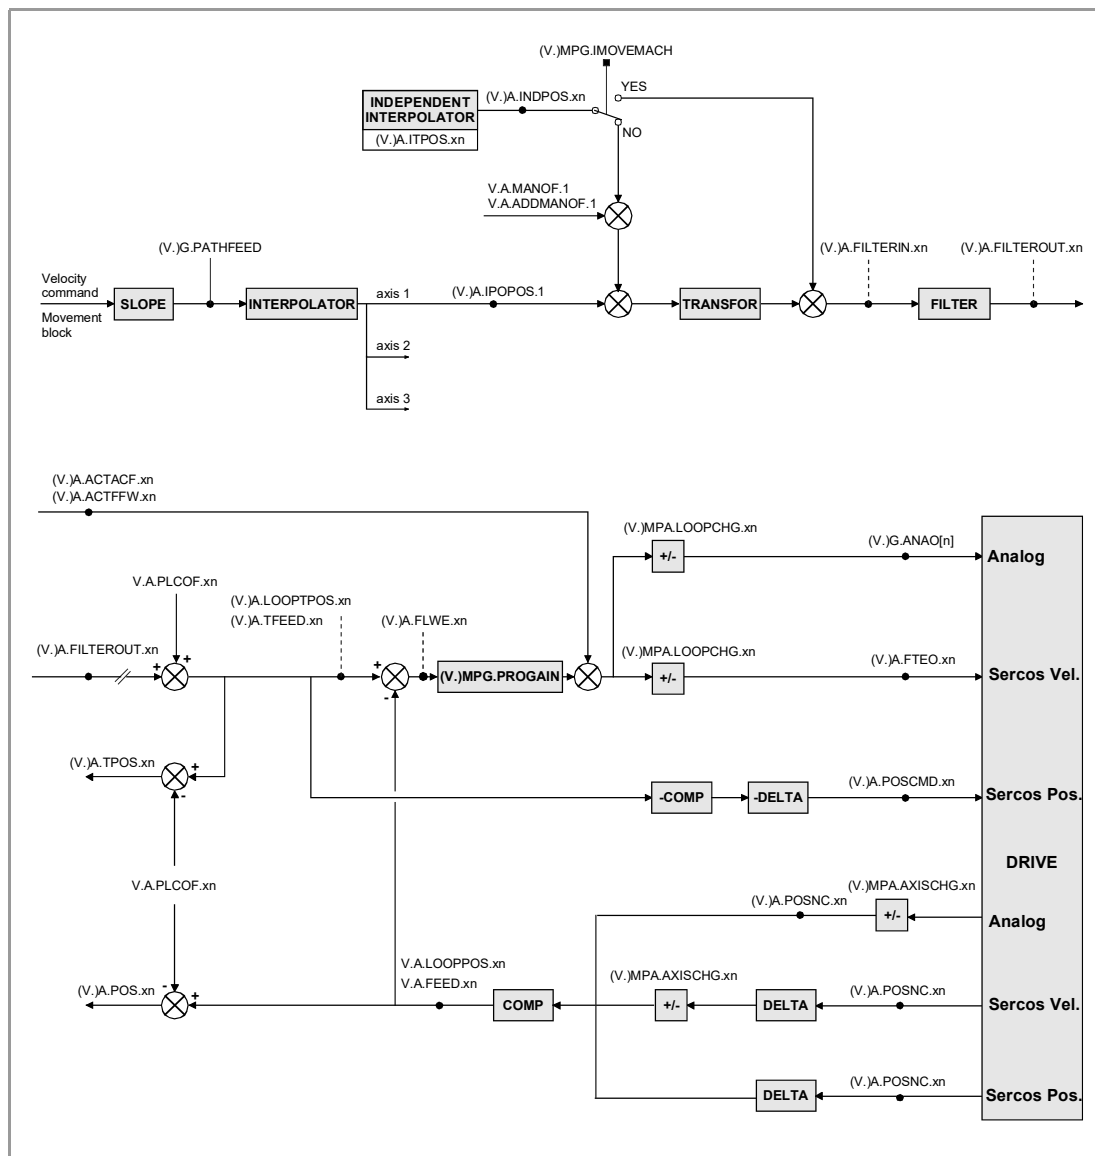 (V.)MPG.IMOVEMACH
YES
(V.)A.INDPOS.xn
INDEPENDENT
INTERPOLATOR
(V.)A.ITPOS.xn
NO
V.A.MANOF.1
V.A.ADDMANOF.1
(V.)G.PATHFEED
(V.)A.FILTERIN.xn
(V.)A.FILTEROUT.xn
Velocity
command
Movement
block
SLOPE
INTERPOLATOR
axis 1
(V.)A.IPOPOS.1
TRANSFOR
FILTER
axis 2
axis 3
(V.)A.ACTACF.xn
(V.)A.ACTFFW.xn
(V.)MPA.LOOPCHG.xn
+/-
(V.)G.ANAO[n]
Analog
V.A.PLCOF.xn
(V.)A.LOOPTPOS.xn
(V.)A.TFEED.xn
(V.)A.FLWE.xn
(V.)A.FILTEROUT.xn
+
+
+
-
(V.)MPG.PROGAIN
(V.)MPA.LOOPCHG.xn
+/-
(V.)A.FTEO.xn
Sercos Vel.
(V.)A.TPOS.xn
+
-
-COMP
-DELTA
(V.)A.POSCMD.xn
Sercos Pos.
DRIVE
V.A.PLCOF.xn
(V.)A.POSNC.xn
(V.)MPA.AXISCHG.xn
+/-
Analog
(V.)A.POS.xn
-
+
V.A.LOOPPOS.xn
V.A.FEED.xn
COMP
(V.)MPA.AXISCHG.xn
+/-
DELTA
(V.)A.POSNC.xn
Sercos Vel.
DELTA
(V.)A.POSNC.xn
Sercos Pos.